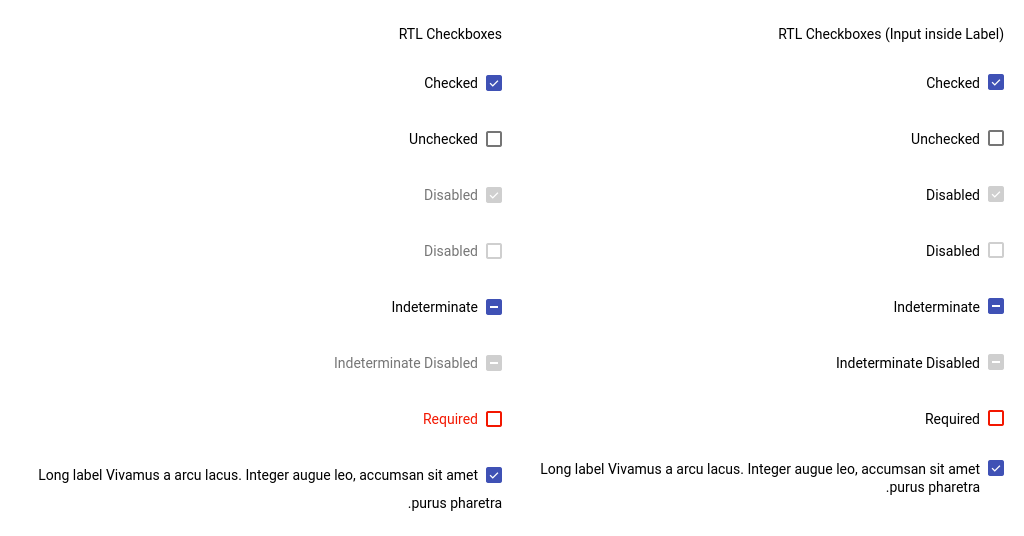 RTL Checkboxes
Checked
Unchecked
Disabled
Disabled
Indeterminate
Indeterminate Disabled
Required
Long label Vivamus a arcu lacus. Integer augue leo, accumsan sit amet
.purus pharetra
RTL Checkboxes (Input inside Label)
Checked
Unchecked
Disabled
Disabled
Indeterminate
Indeterminate Disabled
Required
Long label Vivamus a arcu lacus. Integer augue leo, accumsan sit amet
.purus pharetra